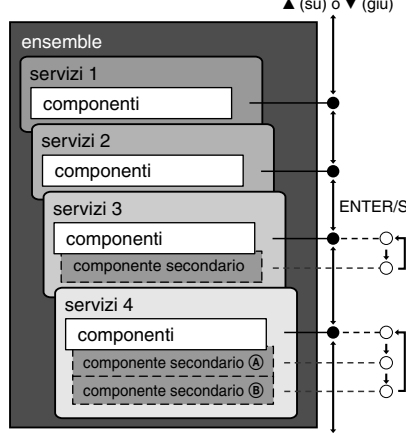 ▲ (su) o ▼ (giù)
ensemble
servizi 1
componenti
servizi 2
componenti
ENTER/S
servizi 3
componenti
componente secondario
servizi 4
componenti
componente secondario Ⓐ
componente secondario Ⓑ